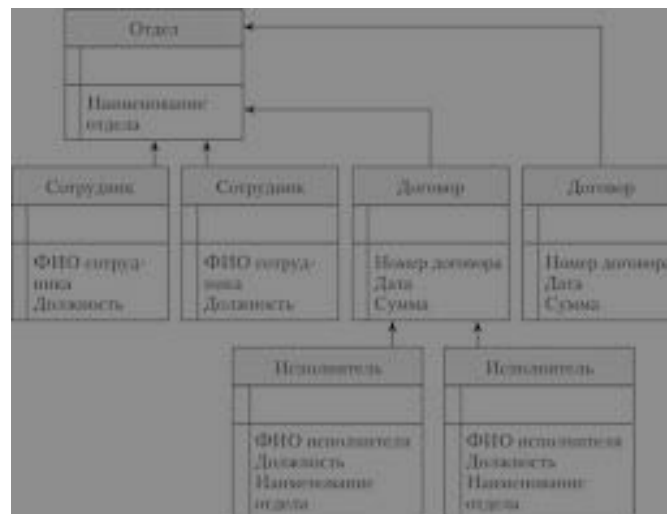 Отдел
Наименование
отдела
Сотрудник
Сотрудник
Договор
Договор
ФИО сотруд-
ника
Должность
ФИО сотруд-
ника
Должность
Номер договора
Дата
Сумма
Номер договора
Дата
Сумма
Исполнитель
Исполнитель
ФИО исполнителя
Должность
Наименование
отдела
ФИО исполнителя
Должность
Наименование
отдела